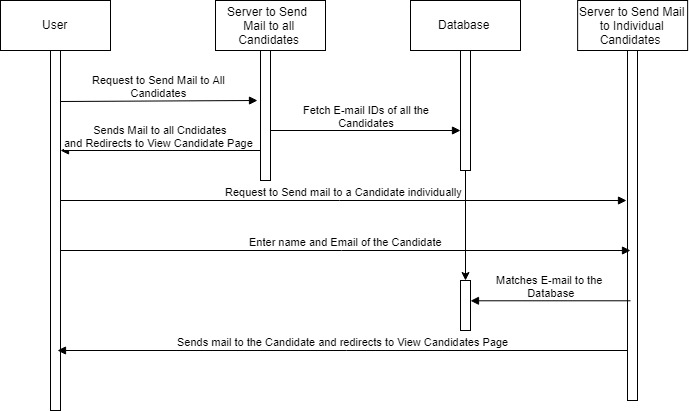 User
Server to Send
Mail to all
Candidates
Database
Server to Send Mail
to Individual
Candidates
Request to Send Mail to All
Candidates
Fetch E-mail IDs of all the
Candidates
Sends Mail to all Cndidates
and Redirects to View Candidate Page
Request to Send mail to a Candidate individually
Enter name and Email of the Candidate
Matches E-mail to the
Database
Sends mail to the Candidate and redirects to View Candidates Page